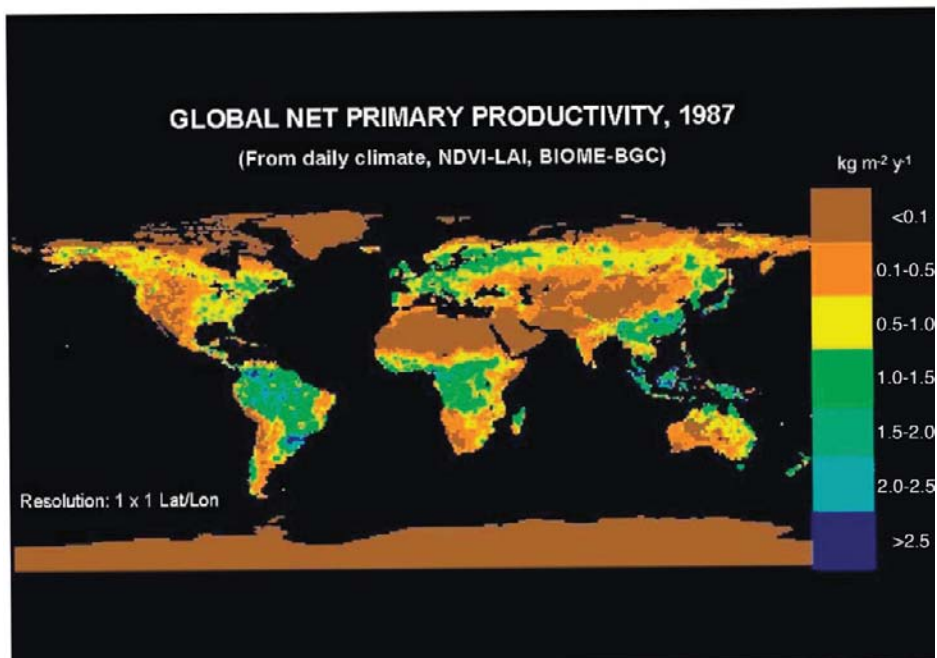 GLOBAL NET PRIMARY PRODUCTIVITY, 1987
(From daily climate, NDVI-LAI, BIOME-BGC)
kg m⁻² y⁻¹
<0.1
0.1-0.5
0.5-1.0
1.0-1.5
1.5-2.0
2.0-2.5
>2.5
Resolution: 1 x 1 Lat/Lon